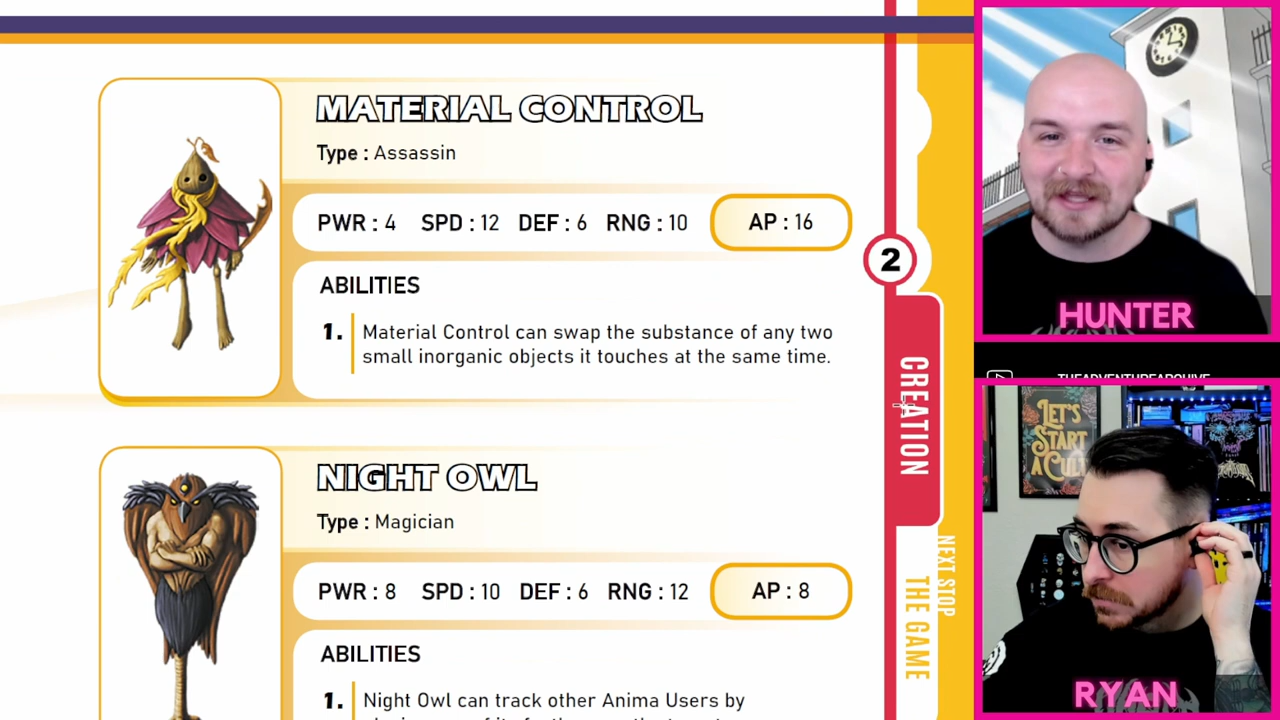 MATERIAL CONTROL
Type : Assassin
PWR : 4 SPD : 12 DEF : 6 RNG : 10 AP : 16
ABILITIES
1. Material Control can swap the substance of any two
small inorganic objects it touches at the same time.
NIGHT OWL
Type : Magician
PWR : 8 SPD : 10 DEF : 6 RNG : 12 AP : 8
ABILITIES
1. Night Owl can track other Anima Users by
2
CREATION
NEXT STOP
THE GAME
HUNTER
THEADVENTUREARCHIVE
LET'S
START
A CULT
RYAN